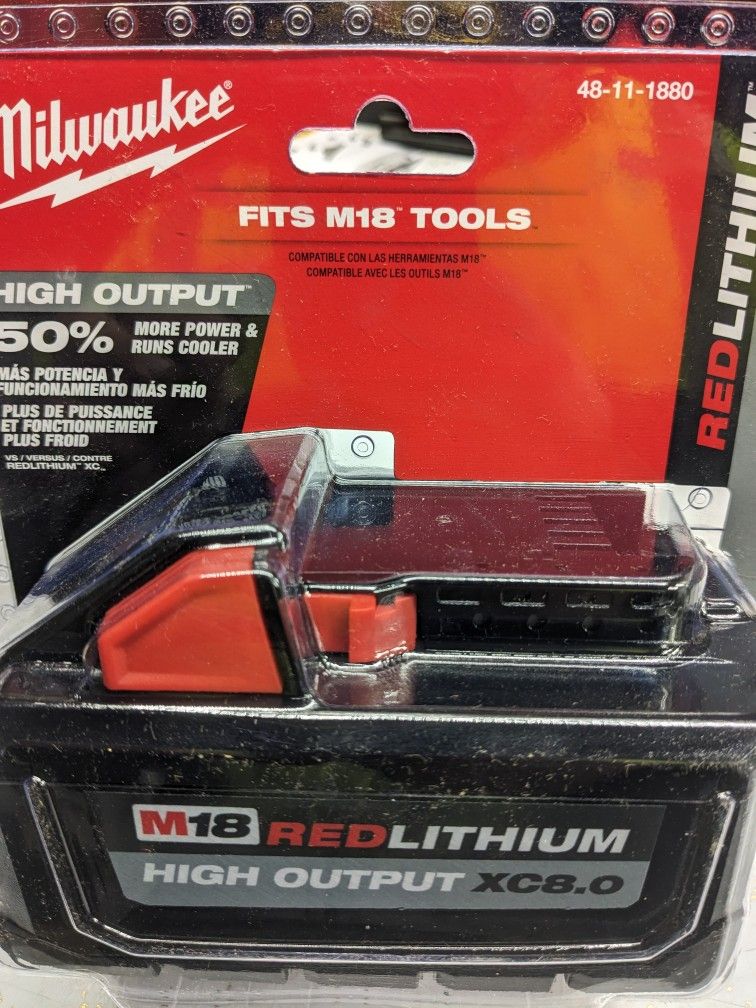 Milwaukee®
48-11-1880
FITS M18™ TOOLS
COMPATIBLE CON LAS HERRAMIENTAS M18™
COMPATIBLE AVEC LES OUTILS M18™
REDLITHIUM™
HIGH OUTPUT™
50% MORE POWER &
RUNS COOLER
MÁS POTENCIA Y
FUNCIONAMIENTO MÁS FRÍO
PLUS DE PUISSANCE
ET FONCTIONNEMENT
PLUS FROID
VS / VERSUS / CONTRE
REDLITHIUM™ XC
M18 REDLITHIUM
HIGH OUTPUT XC8.0